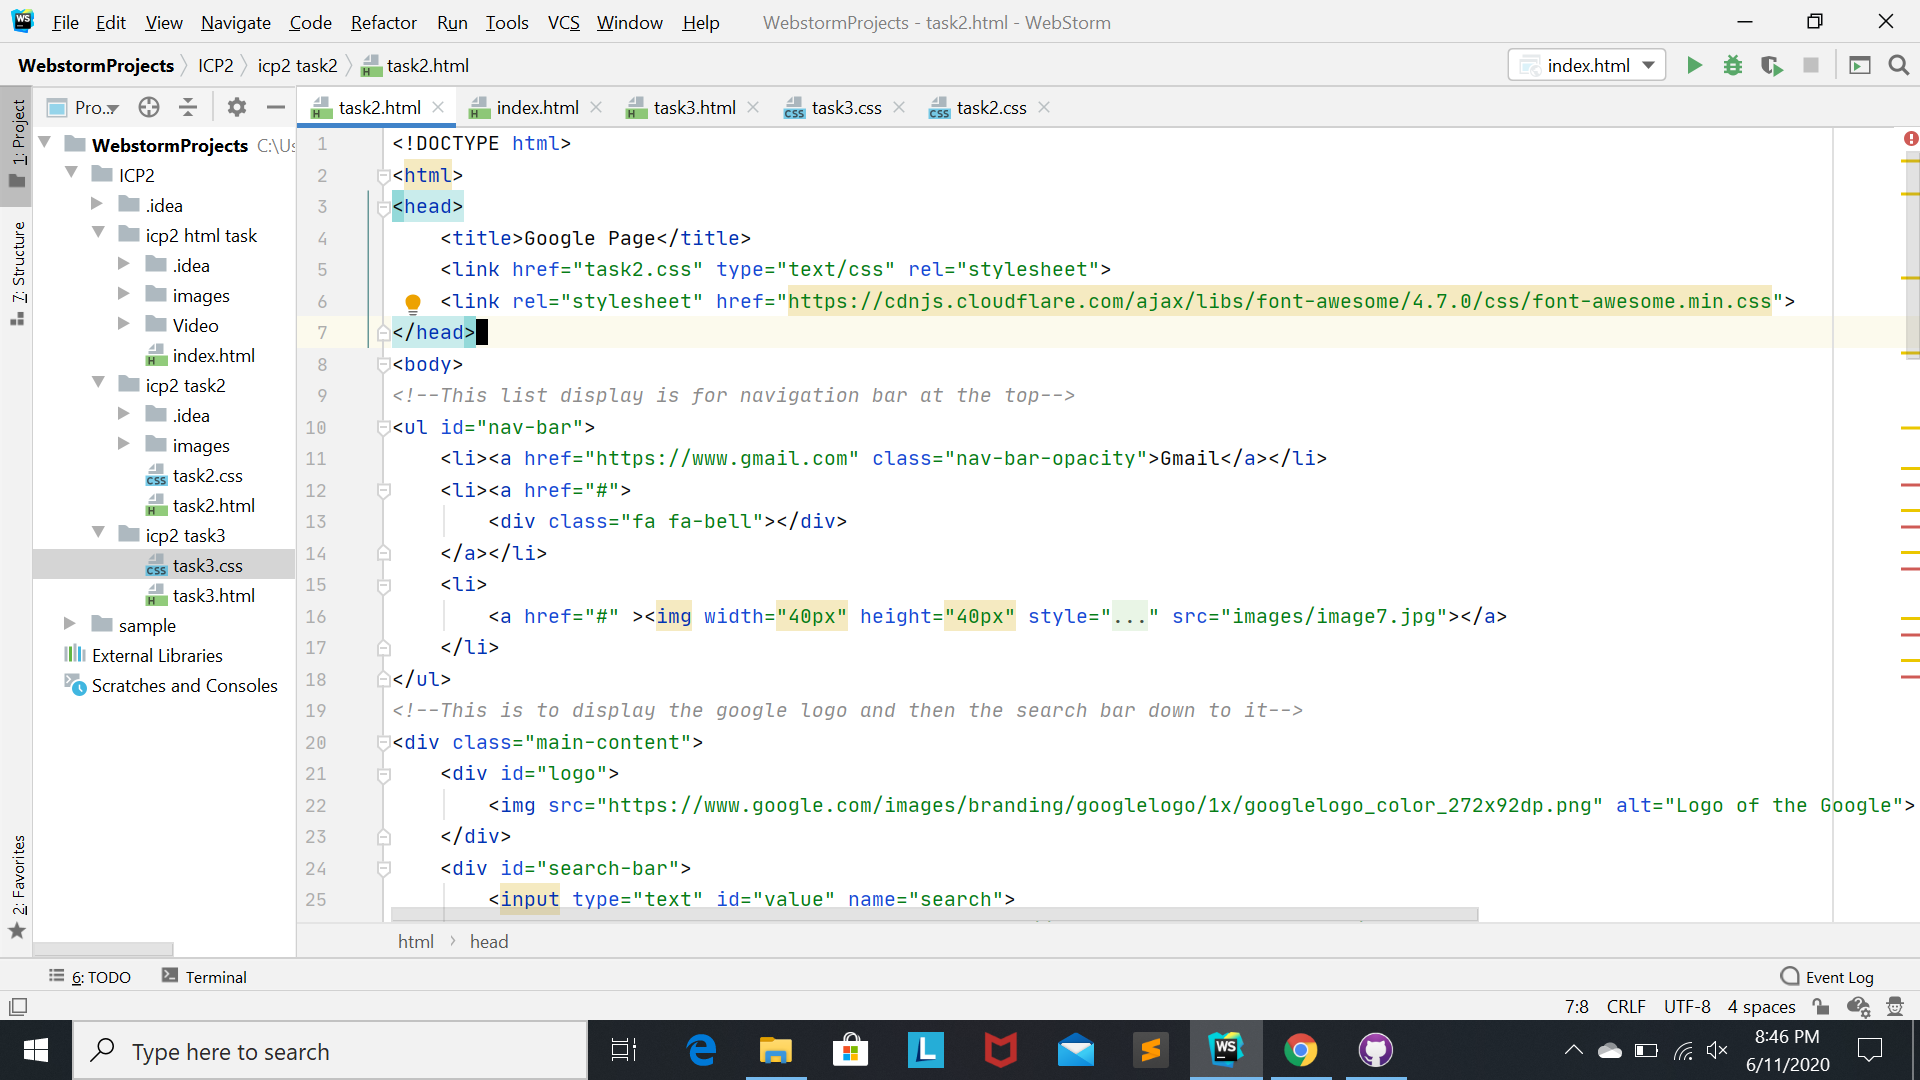 File Edit View Navigate Code Refactor Run Tools VCS Window Help WebstormProjects - task2.html - WebStorm
WebstormProjects ICP2 icp2 task2 task2.html index.html
Pro.. task2.html index.html task3.html task3.css task2.css
1: Project
7: Structure
2: Favorites
WebstormProjects C:\Us
ICP2
.idea
icp2 html task
.idea
images
Video
index.html
icp2 task2
.idea
images
task2.css
task2.html
icp2 task3
task3.css
task3.html
sample
External Libraries
Scratches and Consoles
1 <!DOCTYPE html>
2 <html>
3 <head>
4 <title>Google Page</title>
5 <link href="task2.css" type="text/css" rel="stylesheet">
6 <link rel="stylesheet" href="https://cdnjs.cloudflare.com/ajax/libs/font-awesome/4.7.0/css/font-awesome.min.css">
7 </head>
8 <body>
9 <!--This list display is for navigation bar at the top-->
10 <ul id="nav-bar">
11 <li><a href="https://www.gmail.com" class="nav-bar-opacity">Gmail</a></li>
12 <li><a href="#">
13 <div class="fa fa-bell"></div>
14 </a></li>
15 <li>
16 <a href="#" ><img width="40px" height="40px" style="..." src="images/image7.jpg"></a>
17 </li>
18 </ul>
19 <!--This is to display the google logo and then the search bar down to it-->
20 <div class="main-content">
21 <div id="logo">
22 <img src="https://www.google.com/images/branding/googlelogo/1x/googlelogo_color_272x92dp.png" alt="Logo of the Google">
23 </div>
24 <div id="search-bar">
25 <input type="text" id="value" name="search">
html head
6: TODO Terminal Event Log
7:8 CRLF UTF-8 4 spaces
Type here to search
8:46 PM
6/11/2020